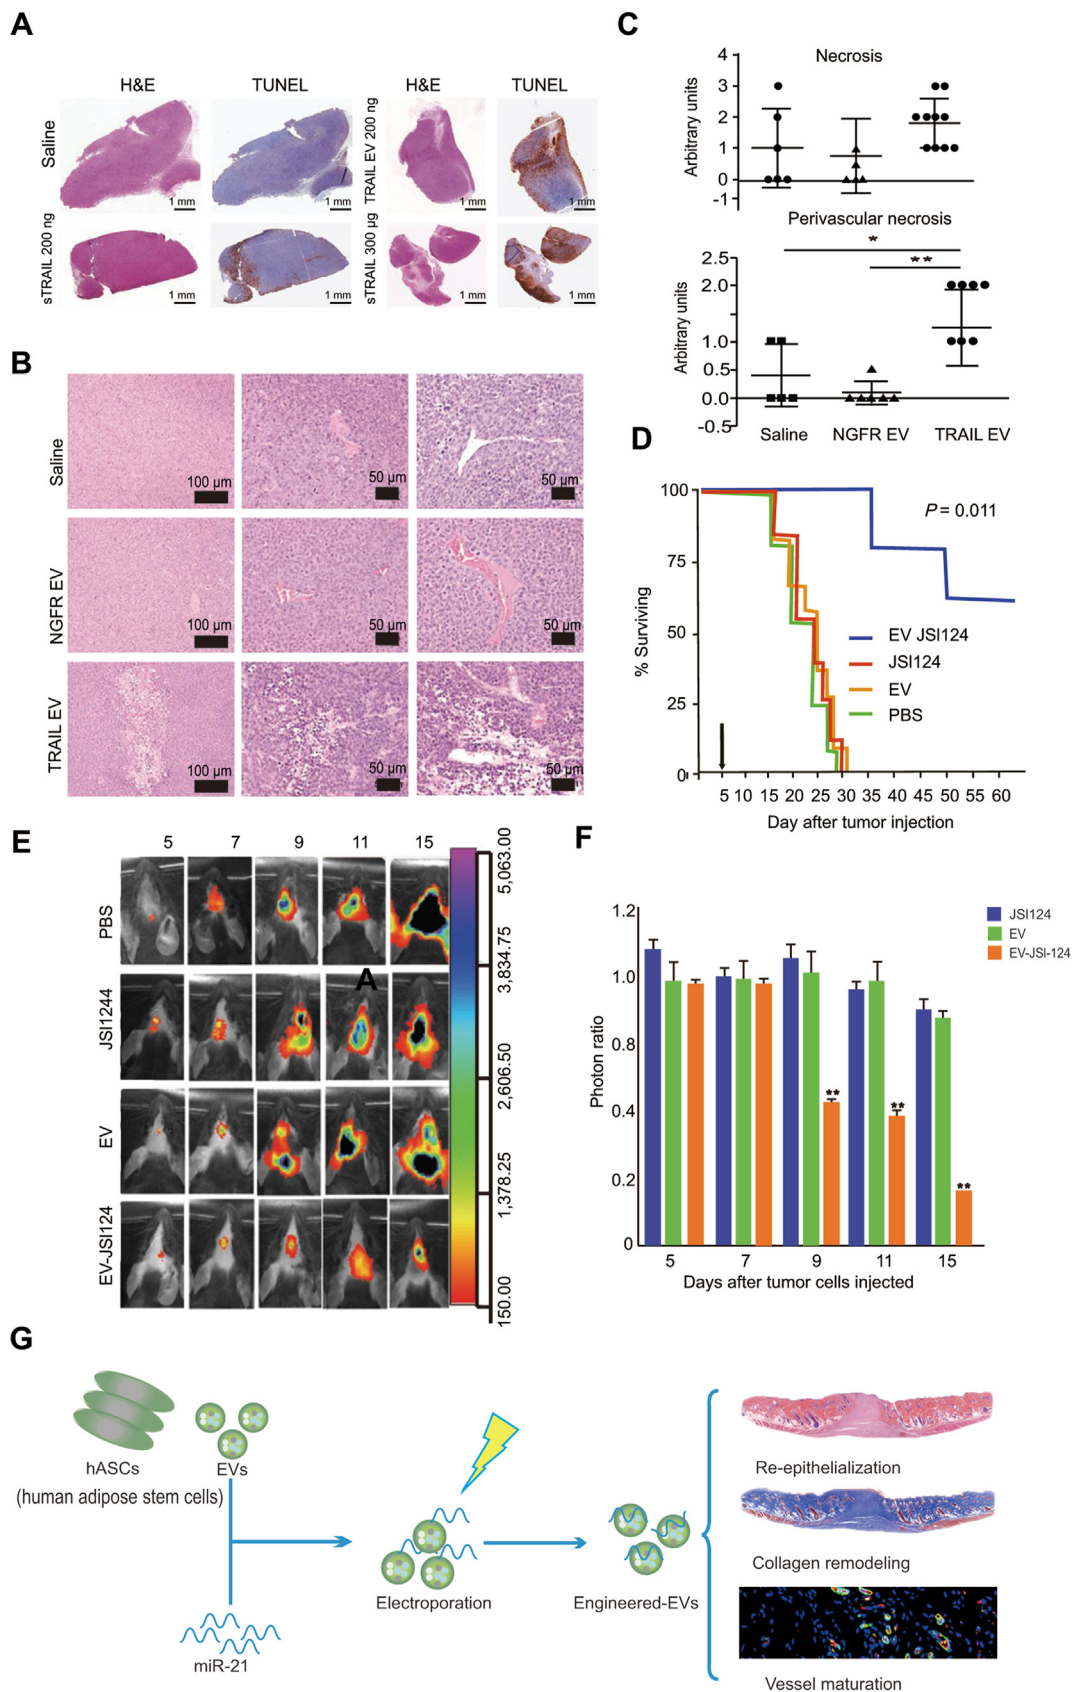 A
H&E
TUNEL
H&E
TUNEL
Saline
1 mm
1 mm
TRAIL EV 200 ng
1 mm
1 mm
sTRAIL 200 ng
1 mm
1 mm
sTRAIL 300 µg
1 mm
1 mm
B
Saline
100 µm
50 µm
50 µm
NGFR EV
100 µm
50 µm
50 µm
TRAIL EV
100 µm
50 µm
50 µm
C
Necrosis
Arbitrary units
4
3
2
1
0
-1
Perivascular necrosis
*
**
Arbitrary units
2.5
2.0
1.0
0.5
0.0
-0.5
Saline
NGFR EV
TRAIL EV
D
% Surviving
100
75
50
25
0
P = 0.011
EV JSI124
JSI124
EV
PBS
5 10 15 20 25 30 35 40 45 50 55 60
Day after tumor injection
E
5 7 9 11 15
PBS
JSI1244
A
EV
EV-JSI124
5,063.00
3,834.75
2,606.50
1,378.25
150.00
F
JSI124
EV
EV-JSI-124
Photon ratio
1.2
1.0
0.8
0.4
0.2
0
**
**
**
5 7 9 11 15
Days after tumor cells injected
G
hASCs
(human adipose stem cells)
EVs
miR-21
Electroporation
Engineered-EVs
Re-epithelialization
Collagen remodeling
Vessel maturation